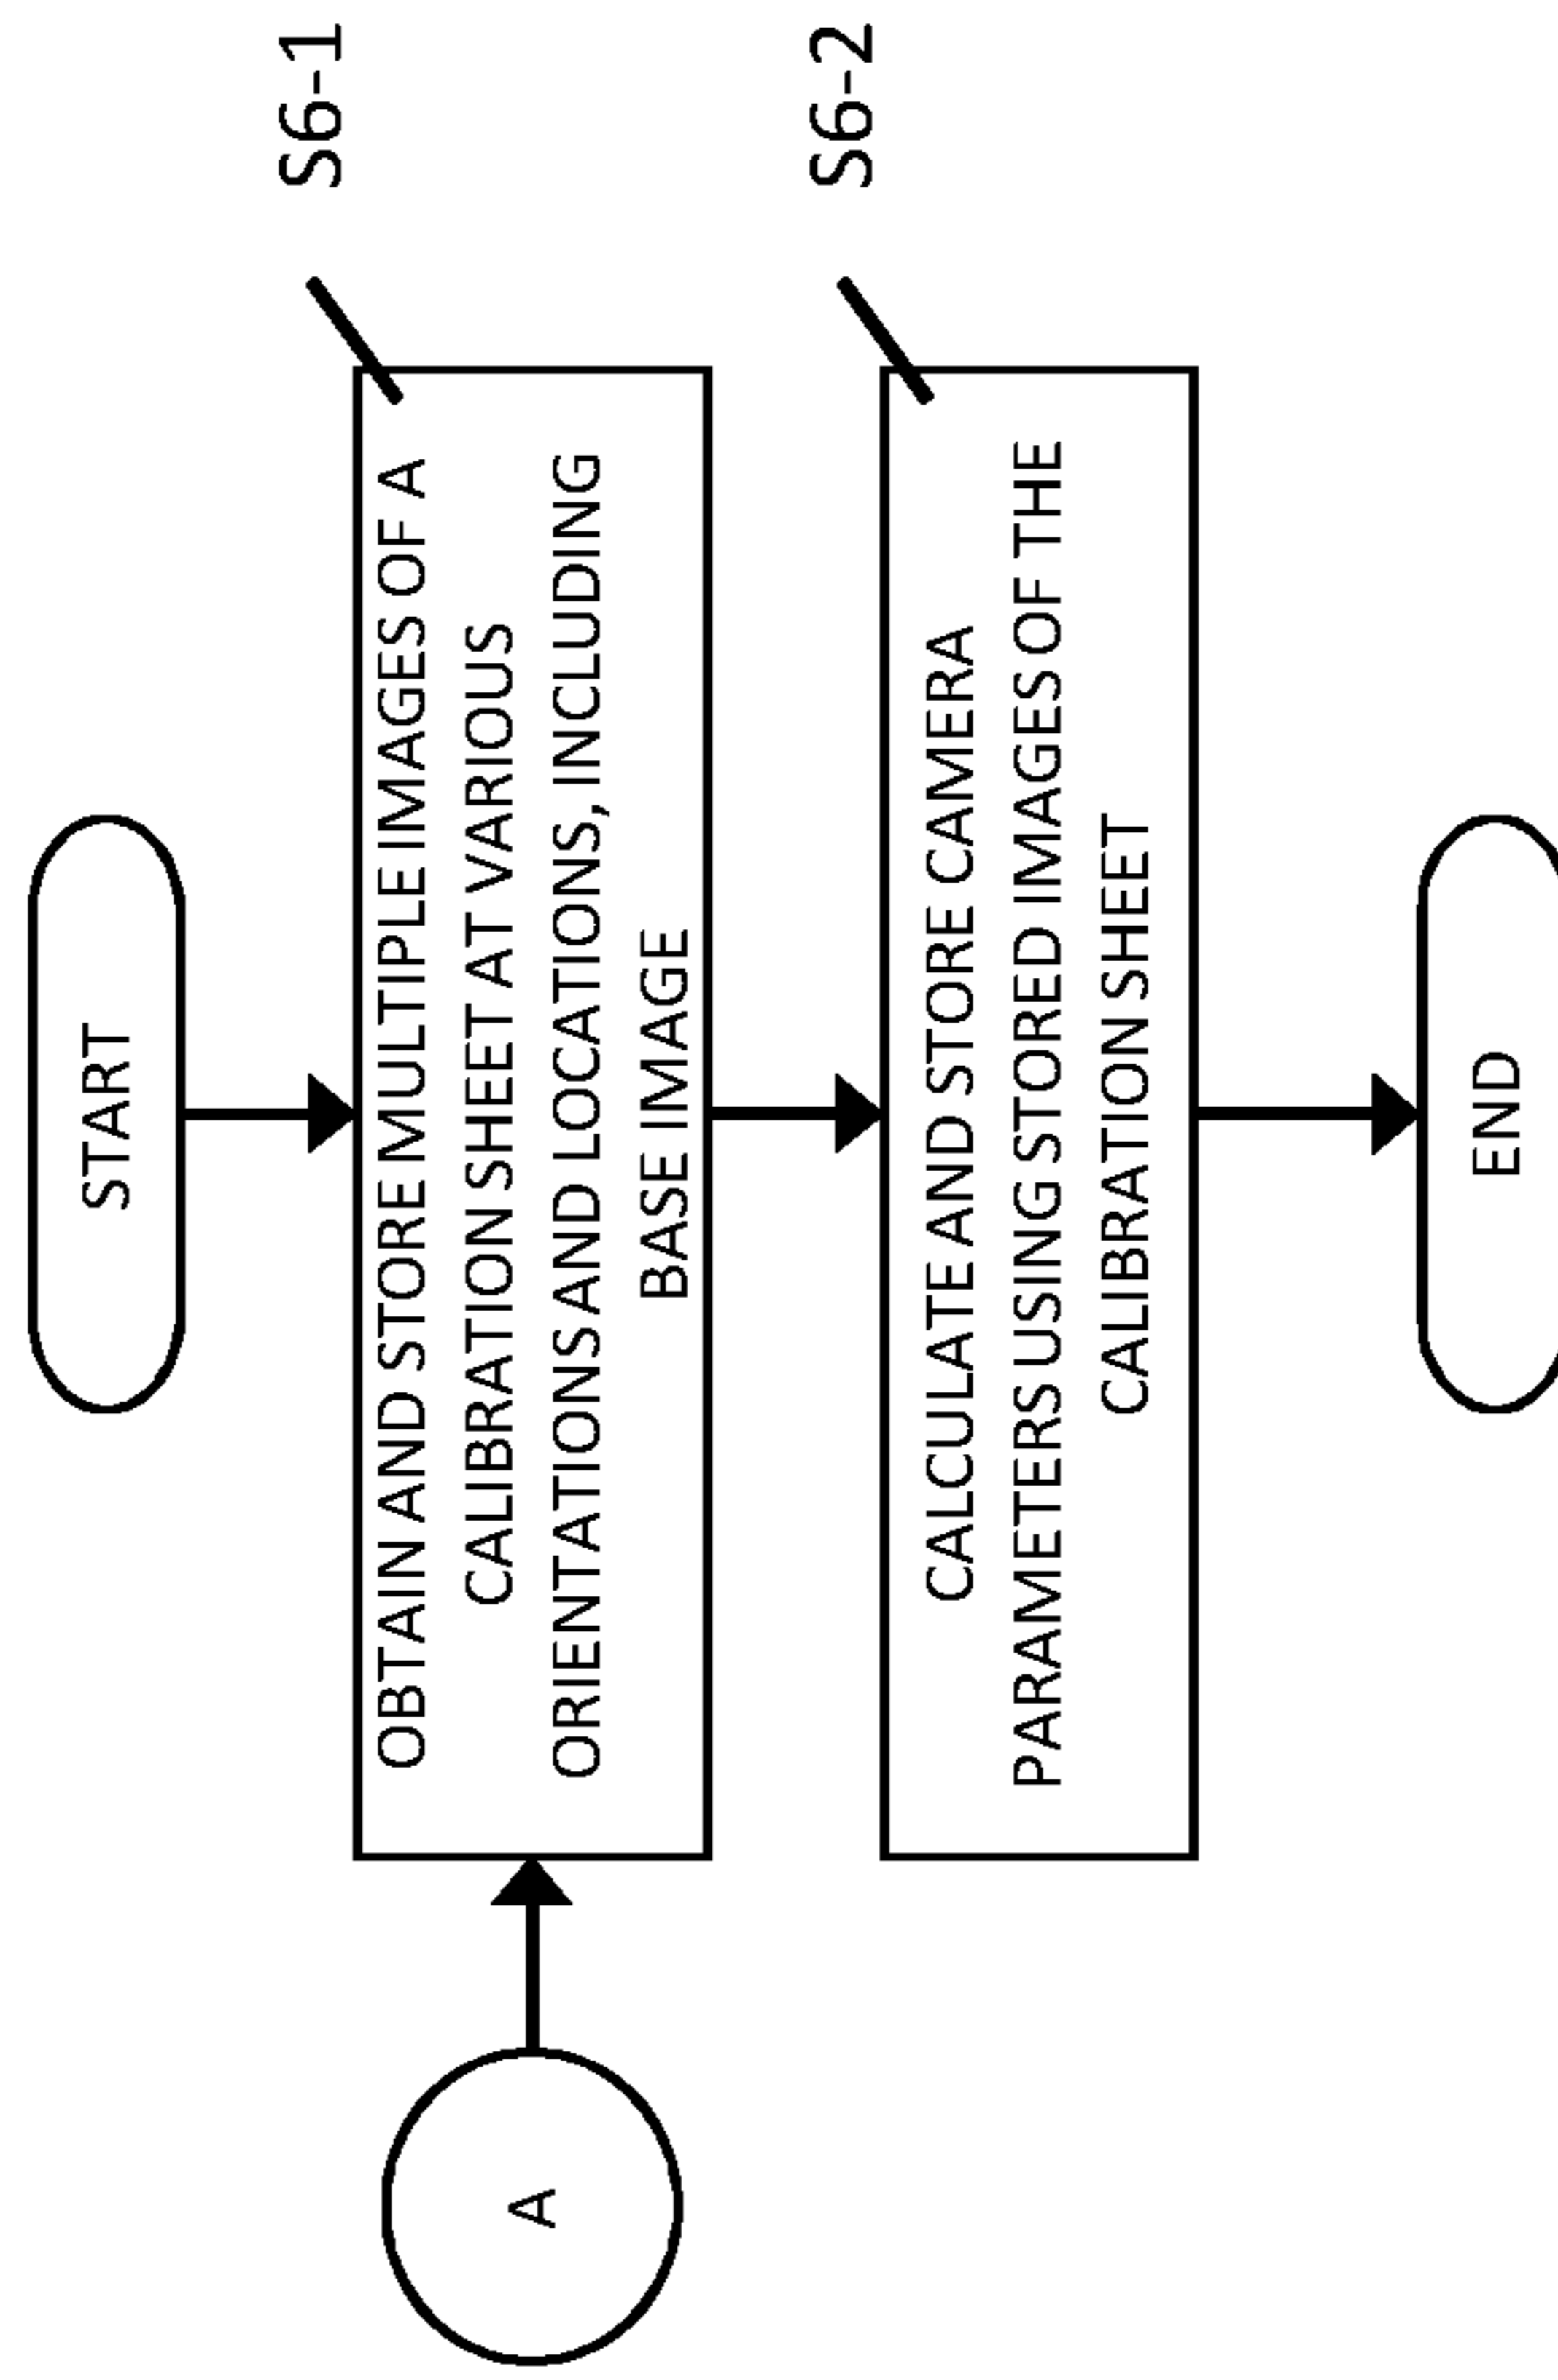 START
S6-1
OBTAIN AND STORE MULTIPLE IMAGES OF A
CALIBRATION SHEET AT VARIOUS
ORIENTATIONS AND LOCATIONS, INCLUDING
BASE IMAGE
A
S6-2
CALCULATE AND STORE CAMERA
PARAMETERS USING STORED IMAGES OF THE
CALIBRATION SHEET
END